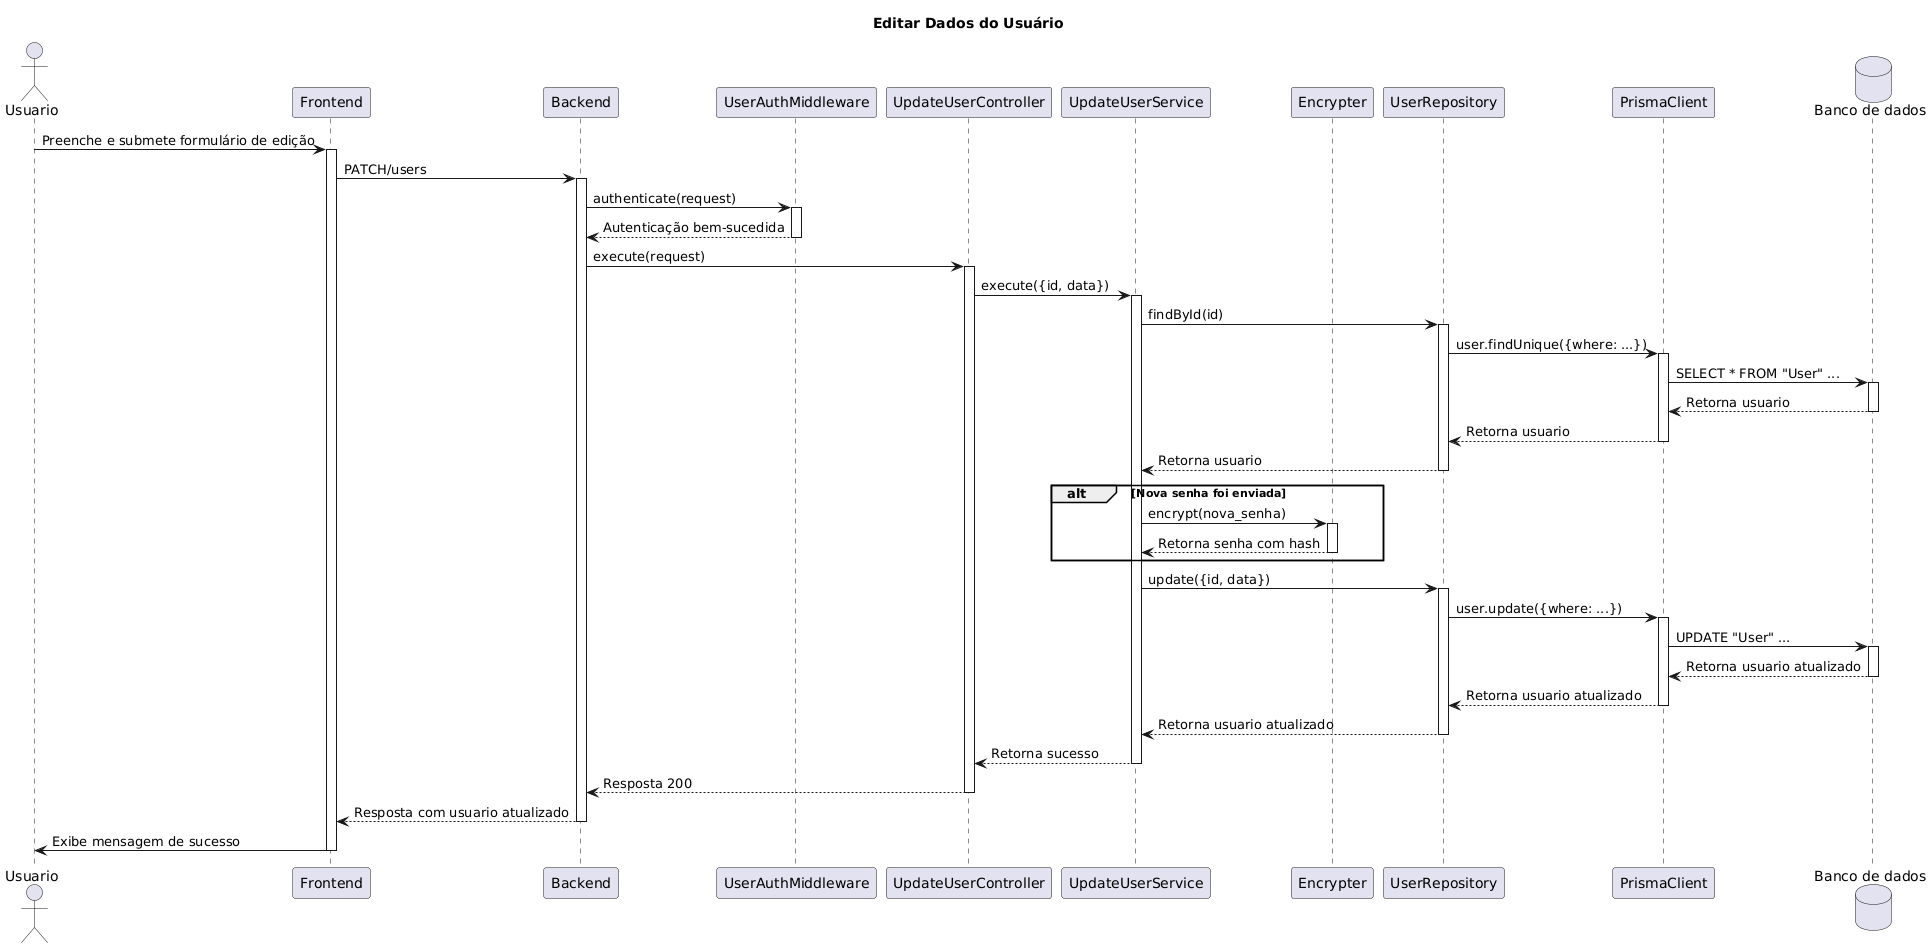 Editar Dados do Usuário
Usuario
Frontend
Backend
UserAuthMiddleware
UpdateUserController
UpdateUserService
Encrypter
UserRepository
PrismaClient
Banco de dados
Preenche e submete formulário de edição
PATCH/users
authenticate(request)
Autenticação bem-sucedida
execute(request)
execute({id, data})
findById(id)
user.findUnique({where: ...})
SELECT * FROM "User" ...
Retorna usuario
Retorna usuario
Retorna usuario
alt [Nova senha foi enviada]
encrypt(nova_senha)
Retorna senha com hash
update({id, data})
user.update({where: ...})
UPDATE "User" ...
Retorna usuario atualizado
Retorna usuario atualizado
Retorna usuario atualizado
Retorna sucesso
Resposta 200
Resposta com usuario atualizado
Exibe mensagem de sucesso
Usuario
Frontend
Backend
UserAuthMiddleware
UpdateUserController
UpdateUserService
Encrypter
UserRepository
PrismaClient
Banco de dados